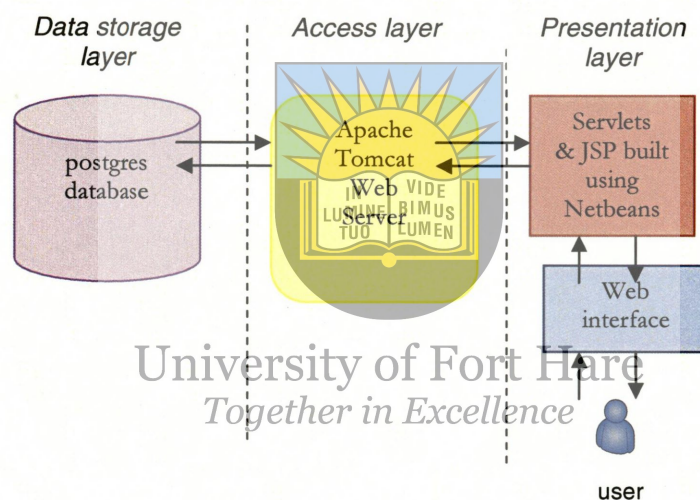 Data storage
layer
Access layer
Presentation
layer
postgres
database
Apache
Tomcat
Web
Server
IN
LUMINE
TUO
VIDE
BIMUS
LUMEN
Servlets
& JSP built
using
Netbeans
Web
interface
University of Fort Hare
Together in Excellence
user